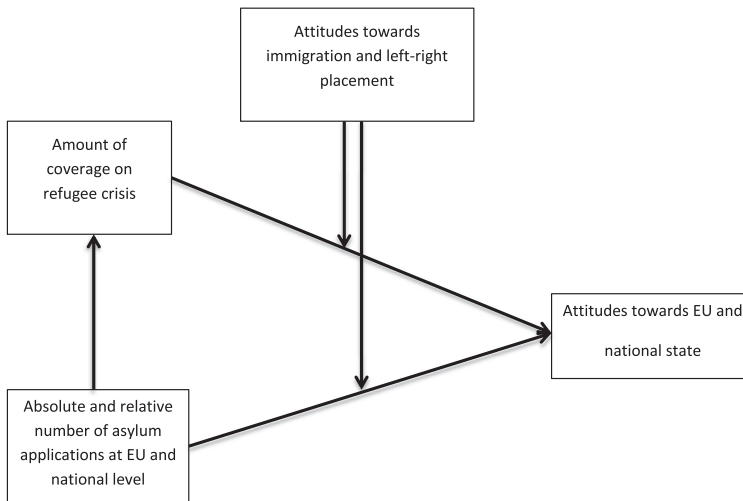 Attitudes towards
immigration and left-right
placement
Amount of
coverage on
refugee crisis
Attitudes towards EU and
national state
Absolute and relative
number of asylum
applications at EU and
national level